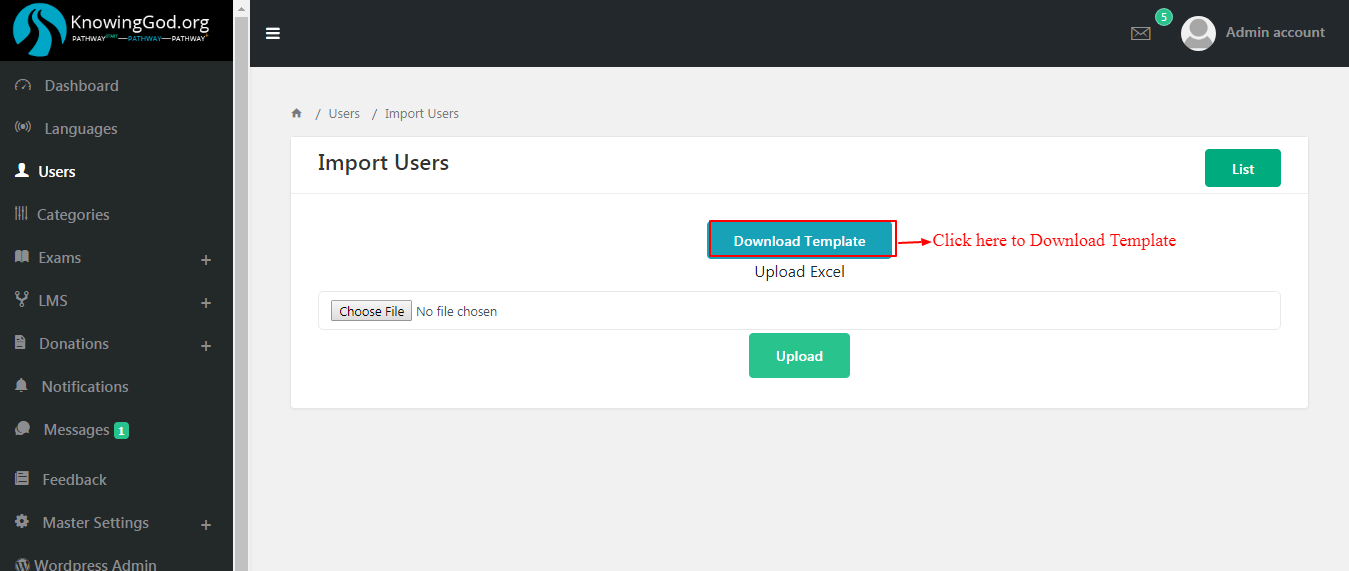 KnowingGod.org
PATHWAYSTART—PATHWAY—PATHWAY+
5
Admin account
Dashboard
Languages
Users
Categories
Exams +
LMS +
Donations +
Notifications
Messages 1
Feedback
Master Settings +
Wordpress Admin
/ Users / Import Users
Import Users
List
Download Template
Click here to Download Template
Upload Excel
Choose File No file chosen
Upload